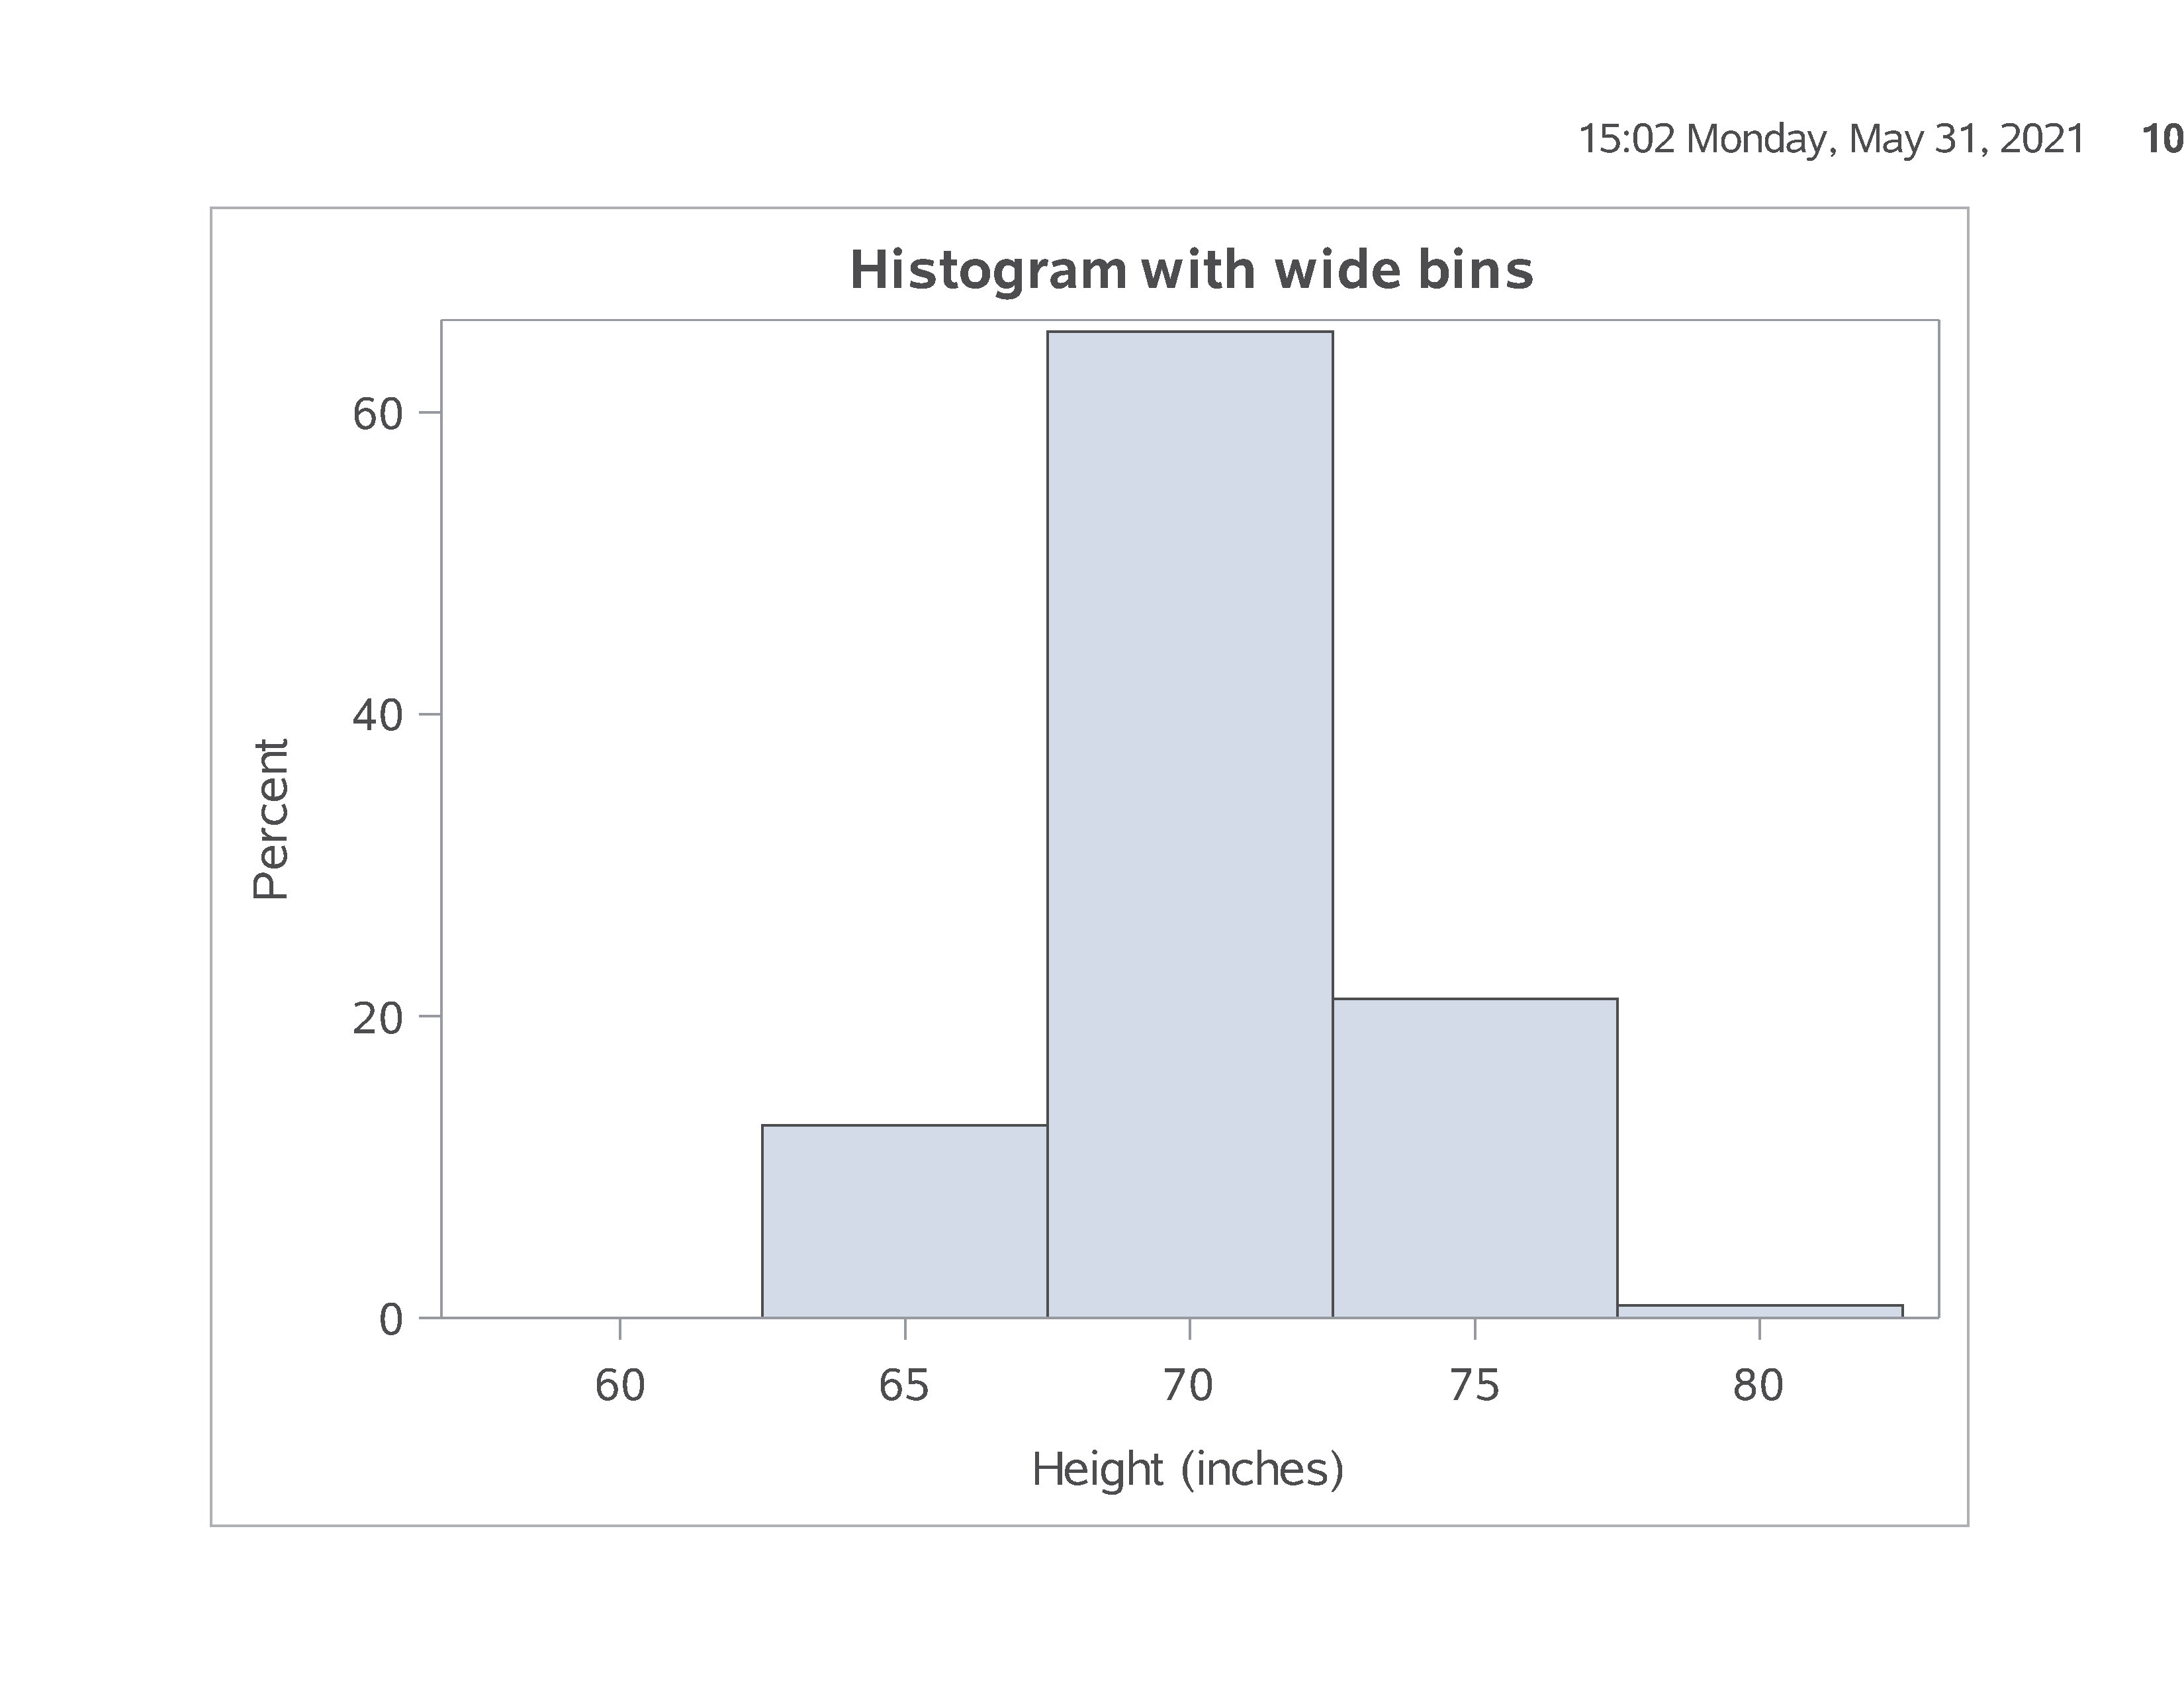 15:02 Monday, May 31, 2021 10
Histogram with wide bins
60
40
20
0
Percent
60 65 70 75 80
Height (inches)